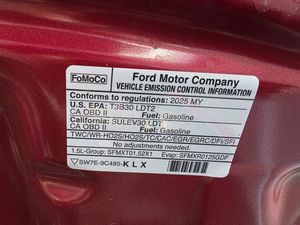 FoMoCo
Ford Motor Company
VEHICLE EMISSION CONTROL INFORMATION
Conforms to regulations: 2025 MY
U.S. EPA: T3B30 LDT2
CA OBD II Fuel: Gasoline
California: SULEV30 LDT
CA OBD II Fuel: Gasoline
TWC/WR-HO2S/HO2S/TC/CAC/EGR/EGRC/DFI/SFI
No adjustments needed.
1.5L-Group: SFMXT01.52X1 Evap: SFMXR0125GDF
SW7E-9C485-KLX